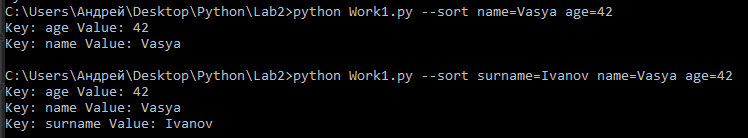 C:\Users\Андрей\Desktop\Python\Lab2>python Work1.py --sort name=Vasya age=42
Key: age Value: 42
Key: name Value: Vasya
C:\Users\Андрей\Desktop\Python\Lab2>python Work1.py --sort surname=Ivanov name=Vasya age=42
Key: age Value: 42
Key: name Value: Vasya
Key: surname Value: Ivanov